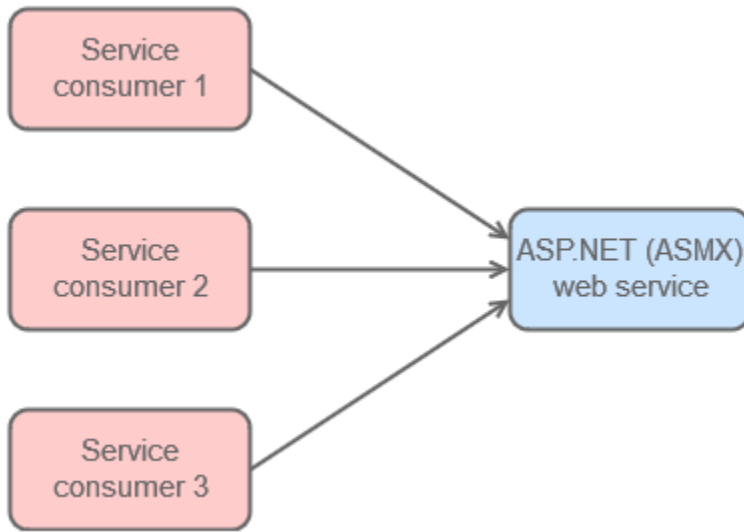 Service
consumer 1
Service
consumer 2
ASP.NET (ASMX)
web service
Service
consumer 3